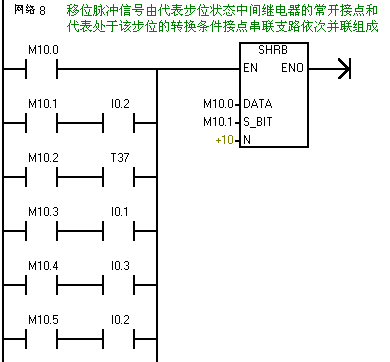 网络 8 移位脉冲信号由代表步位状态中间继电器的常开接点和
代表处于该步位的转换条件接点串联支路依次并联组成
M10.0 SHRB
EN ENO
M10.1 I0.2
M10.0 DATA
M10.1 S_BIT
+10 N
M10.2 T37
M10.3 I0.1
M10.4 I0.3
M10.5 I0.2